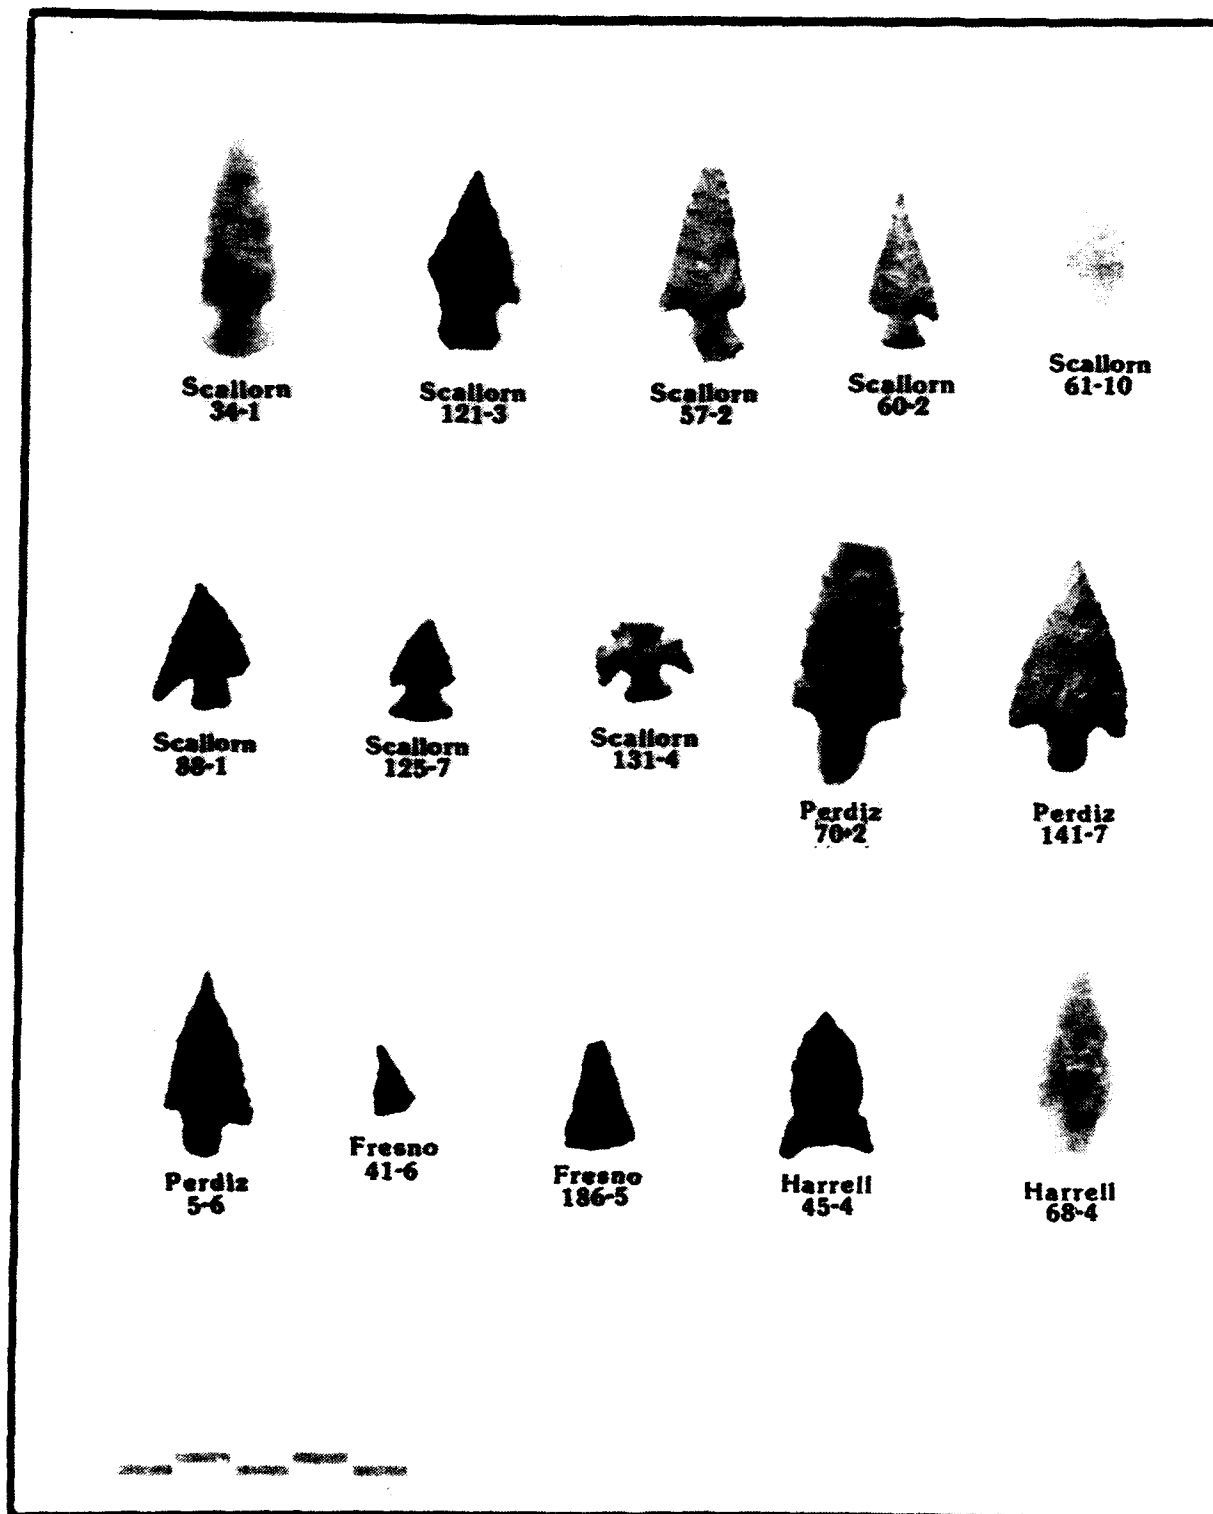 Scallorn
34-1
Scallorn
121-3
Scallorn
57-2
Scallorn
60-2
Scallorn
61-10
Scallorn
88-1
Scallorn
125-7
Scallorn
131-4
Perdiz
70-2
Perdiz
141-7
Perdiz
5-6
Fresno
41-6
Fresno
186-5
Harrell
45-4
Harrell
68-4